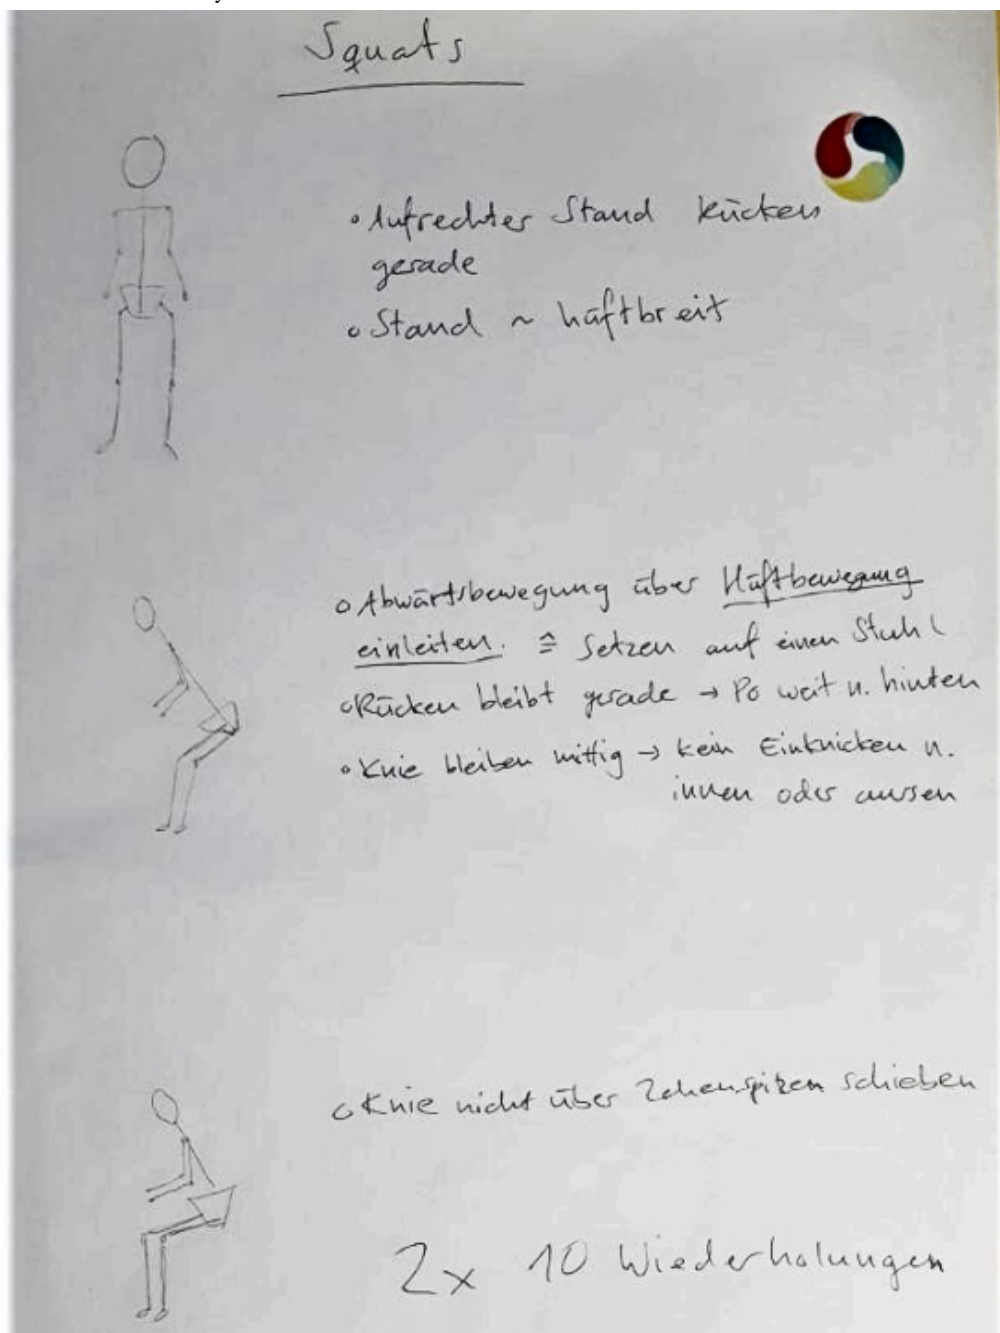 Squats
• Aufrechter Stand Rücken
gerade
• Stand ~ hüftbreit
• Abwärtsbewegung über Hüftbewegung
einleiten. ≙ Setzen auf einen Stuhl
• Rücken bleibt gerade → Po weit n. hinten
• Knie bleiben mittig → kein Einknicken n.
innen oder aussen
• Knie nicht über Zehenspizen schieben
2x 10 Wiederholungen